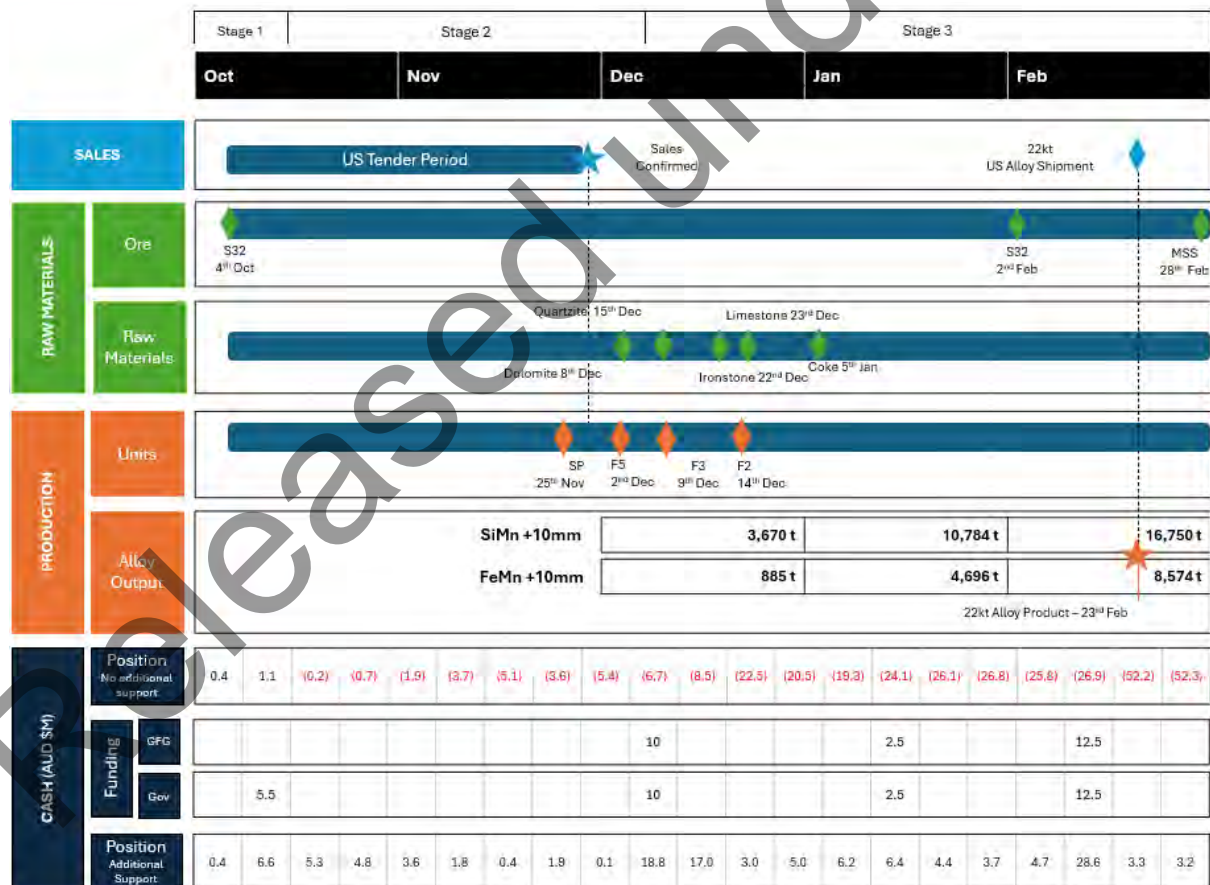 Stage 1 Stage 2 Stage 3
Oct Nov Dec Jan Feb
SALES
US Tender Period
Sales
Confirmed
22kt
US Alloy Shipment
RAW MATERIALS
Ore
S32
4th Oct
S32
2nd Feb
MSS
28th Feb
Raw
Materials
Quartzite 15th Dec
Limestone 23rd Dec
Dolomite 8th Dec
Ironstone 22nd Dec
Coke 5th Jan
PRODUCTION
Units
SP
25th Nov
F5
2nd Dec
F3
9th Dec
F2
14th Dec
Alloy
Output
SiMn +10mm 3,670 t 10,784 t 16,750 t
FeMn +10mm 885 t 4,696 t 8,574 t
22kt Alloy Product – 23rd Feb
CASH (AUD $M)
Position
No additional
support
0.4 1.1 (0.2) (0.7) (1.9) (3.7) (5.1) (3.6) (5.4) (6.7) (8.5) (22.5) (20.5) (19.3) (24.1) (26.1) (26.8) (25.8) (26.9) (52.2) (52.3)
Funding
GFG 10 2.5 12.5
Gov 5.5 10 2.5 12.5
Position
Additional
Support
0.4 6.6 5.3 4.8 3.6 1.8 0.4 1.9 0.1 18.8 17.0 3.0 5.0 6.2 6.4 4.4 3.7 4.7 28.6 3.3 3.2
Released und